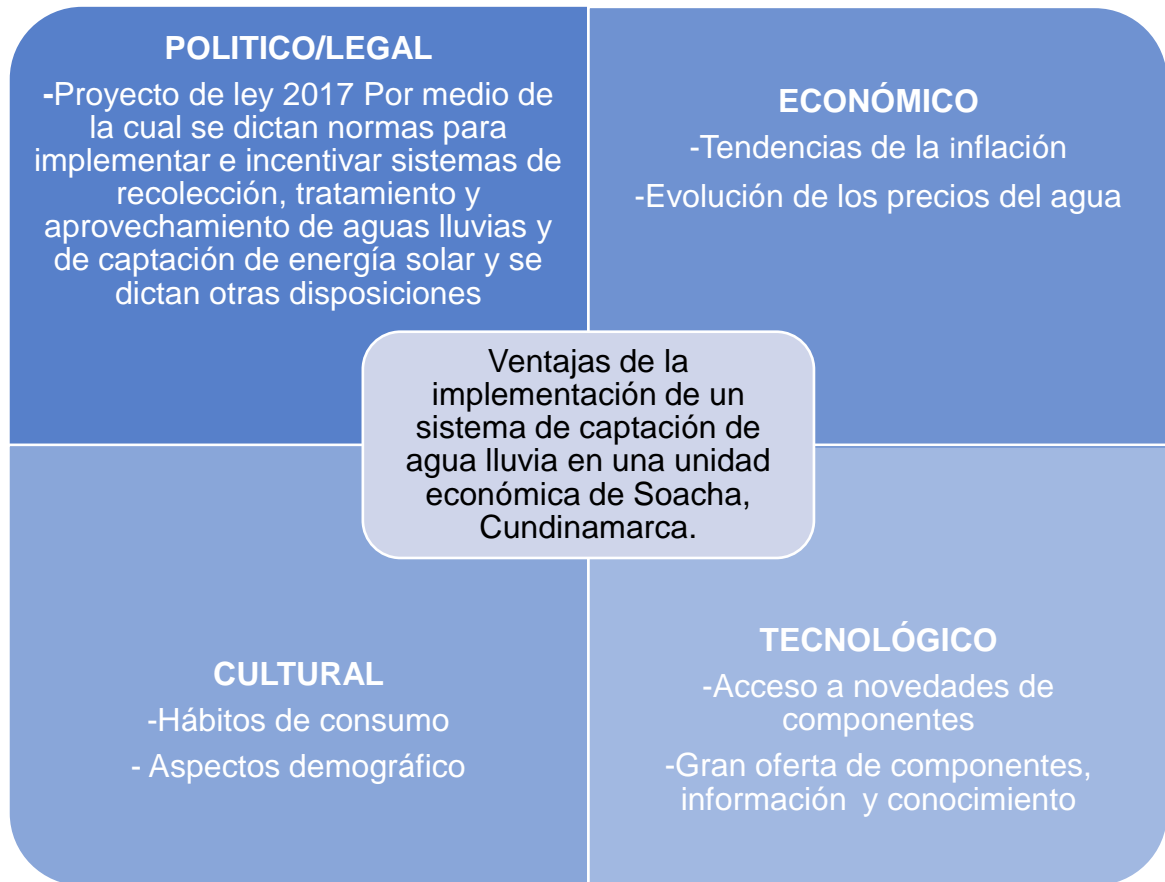 POLITICO/LEGAL
-Proyecto de ley 2017 Por medio de
la cual se dictan normas para
implementar e incentivar sistemas de
recolección, tratamiento y
aprovechamiento de aguas lluvias y
de captación de energía solar y se
dictan otras disposiciones
ECONÓMICO
-Tendencias de la inflación
-Evolución de los precios del agua
Ventajas de la
implementación de un
sistema de captación de
agua lluvia en una unidad
económica de Soacha,
Cundinamarca.
CULTURAL
-Hábitos de consumo
- Aspectos demográfico
TECNOLÓGICO
-Acceso a novedades de
componentes
-Gran oferta de componentes,
información  y conocimiento